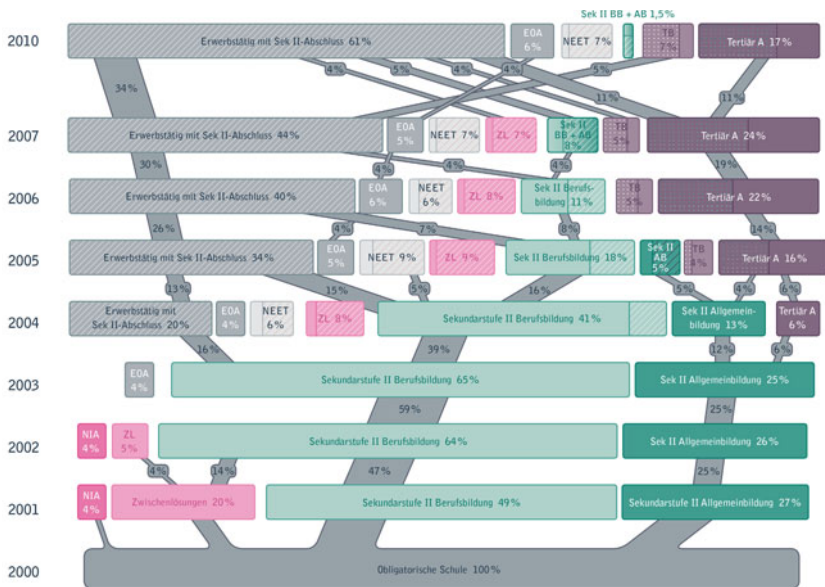 Sek II BB + AB 1,5%
2010
Erwerbstätig mit Sek II-Abschluss 61%
EOA
6%
NEET 7%
TB
7%
Tertiär A 17%
34%
4%
5%
4%
4%
5%
11%
11%
2007
Erwerbstätig mit Sek II-Abschluss 44%
EOA
5%
NEET 7%
ZL 7%
Sek II
BB + AB
8%
TB
5%
Tertiär A 24%
30%
4%
4%
4%
19%
2006
Erwerbstätig mit Sek II-Abschluss 40%
EOA
6%
NEET
6%
ZL 8%
Sek II Berufs-
bildung 11%
TB
5%
Tertiär A 22%
26%
4%
7%
8%
14%
2005
Erwerbstätig mit Sek II-Abschluss 34%
EOA
5%
NEET 9%
ZL 9%
Sek II Berufsbildung 18%
Sek II
AB
5%
TB
4%
Tertiär A 16%
13%
15%
5%
16%
5%
4%
6%
2004
Erwerbstätig mit
Sek II-Abschluss 20%
EOA
4%
NEET
6%
ZL 8%
Sekundarstufe II Berufsbildung 41%
Sek II Allgemein-
bildung 13%
Tertiär A
6%
16%
39%
12%
6%
2003
EOA
4%
Sekundarstufe II Berufsbildung 65%
Sek II Allgemeinbildung 25%
59%
25%
2002
NIA
4%
ZL
5%
Sekundarstufe II Berufsbildung 64%
Sek II Allgemeinbildung 26%
4%
14%
47%
25%
2001
NIA
4%
Zwischenlösungen 20%
Sekundarstufe II Berufsbildung 49%
Sekundarstufe II Allgemeinbildung 27%
2000
Obligatorische Schule 100%